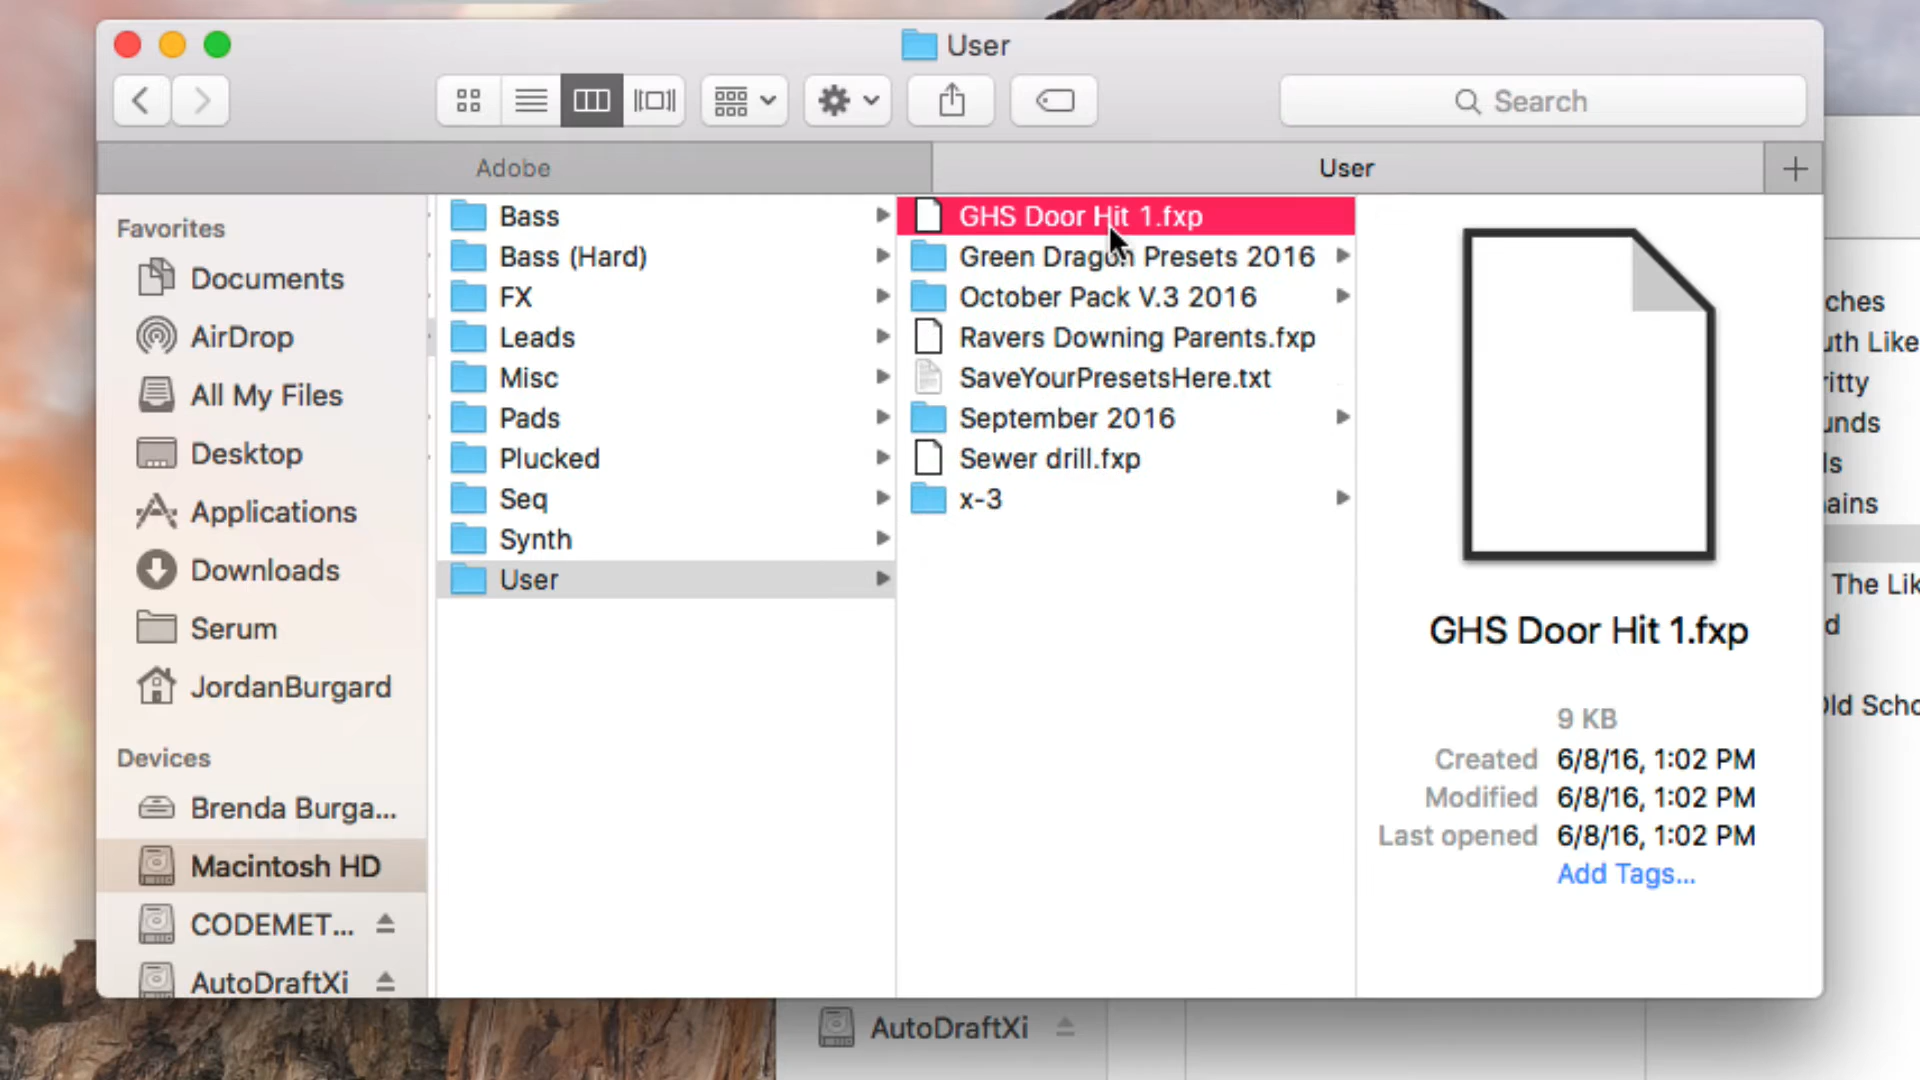 User
Search
Adobe
User
Favorites
Documents
AirDrop
All My Files
Desktop
Applications
Downloads
Serum
JordanBurgard
Devices
Brenda Burga...
Macintosh HD
CODEMET...
AutoDraftXi
Bass
Bass (Hard)
FX
Leads
Misc
Pads
Plucked
Seq
Synth
User
GHS Door Hit 1.fxp
Green Dragon Presets 2016
October Pack V.3 2016
Ravers Downing Parents.fxp
SaveYourPresetsHere.txt
September 2016
Sewer drill.fxp
x-3
GHS Door Hit 1.fxp
9 KB
Created 6/8/16, 1:02 PM
Modified 6/8/16, 1:02 PM
Last opened 6/8/16, 1:02 PM
Add Tags...
Like
The
AutoDraftXi